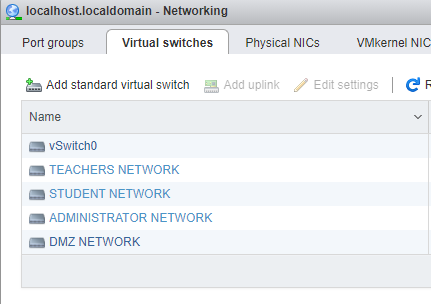 localhost.localdomain - Networking
Port groups Virtual switches Physical NICs VMkernel NIC
Add standard virtual switch Add uplink Edit settings R
Name
vSwitch0
TEACHERS NETWORK
STUDENT NETWORK
ADMINISTRATOR NETWORK
DMZ NETWORK